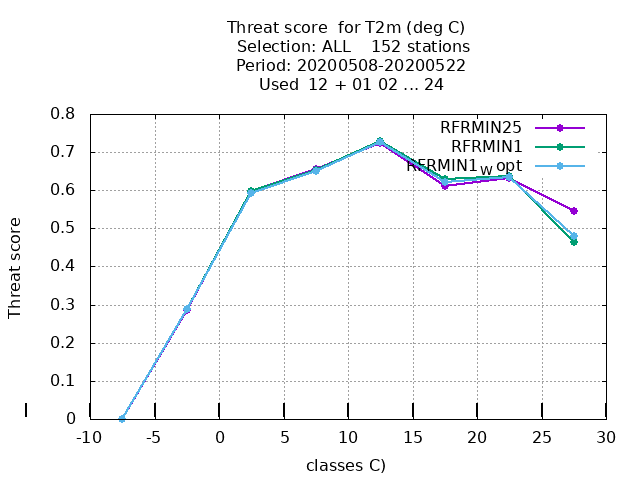 Threat score  for T2m (deg C)
Selection: ALL    152 stations
Period: 20200508-20200522
Used  12 + 01 02 ... 24
0.8
0.7
0.6
0.5
0.4
0.3
0.2
0.1
0
Threat score
RFRMIN25
RFRMIN1
RFRMIN1w opt
-10 -5 0 5 10 15 20 25 30
classes C)